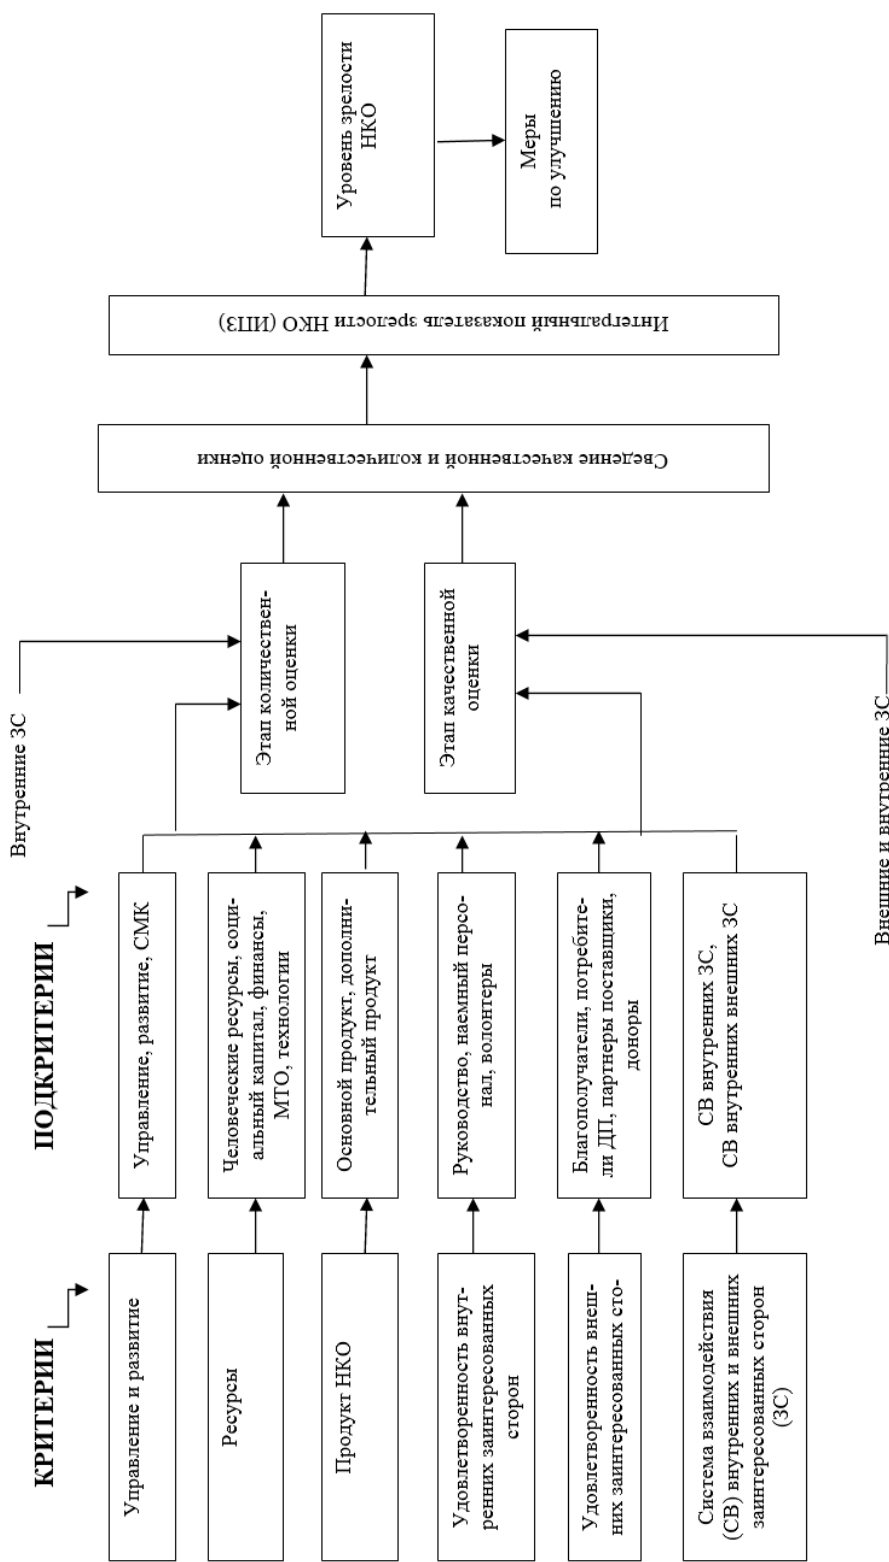 КРИТЕРИИ
Управление и развитие
Ресурсы
Продукт НКО
Удовлетворенность внут-
ренних заинтересованных
сторон
Удовлетворенность внеш-
них заинтересованных сто-
Система взаимодействия
(СВ) внутренних и внешних
заинтересованных сторон
(ЗС)
ПОДКРИТЕРИИ
Управление, развитие, СМК
Человеческие ресурсы, соци-
альный капитал, финансы,
МТО, технологии
Основной продукт, дополни-
тельный продукт
Руководство, наемный персо-
нал, волонтеры
Благополучатели, потребите-
ли ДП, партнеры поставщики,
доноры
СВ внутренних ЗС,
СВ внутренних внешних ЗС
Внутренние ЗС
Внешние и внутренние ЗС
Этап количествен-
ной оценки
Этап качественной
оценки
Сведение качественной и количественной оценки
Интегральный показатель зрелости НКО (ИПЗ)
Уровень зрелости
НКО
Меры
по улучшению